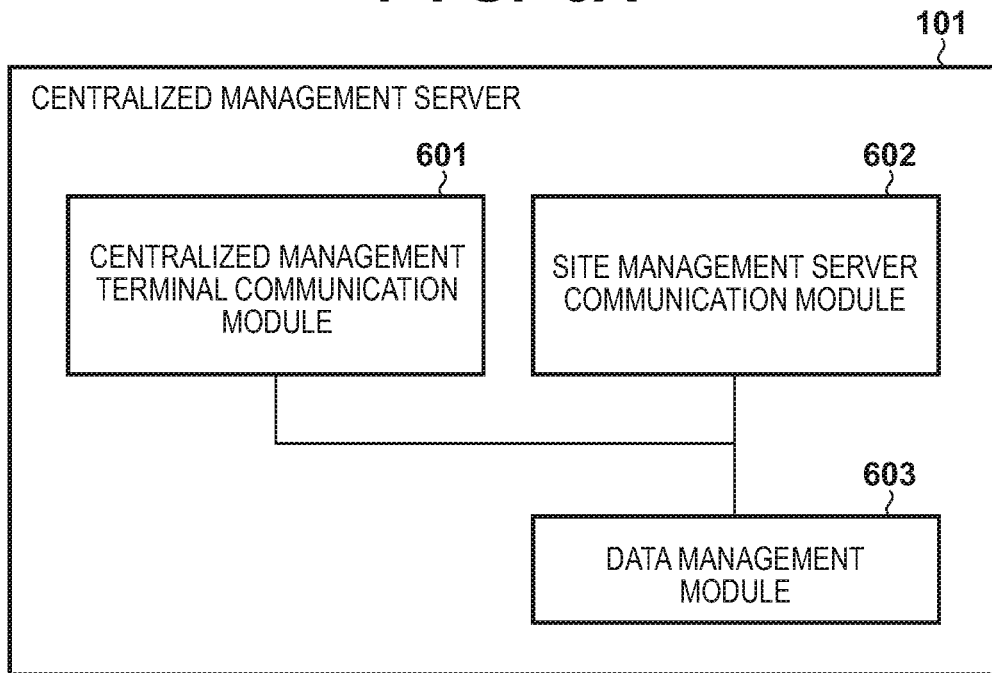 101
CENTRALIZED MANAGEMENT SERVER
601
602
CENTRALIZED MANAGEMENT
TERMINAL COMMUNICATION
MODULE
SITE MANAGEMENT SERVER
COMMUNICATION MODULE
603
DATA MANAGEMENT
MODULE